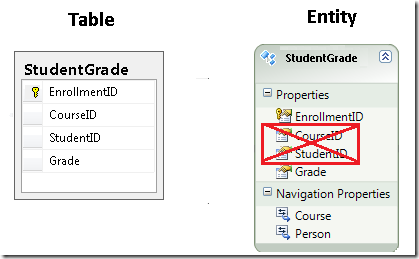 Table
StudentGrade
EnrollmentID
CourseID
StudentID
Grade
Entity
StudentGrade
Properties
EnrollmentID
CourseID
StudentID
Grade
Navigation Properties
Course
Person